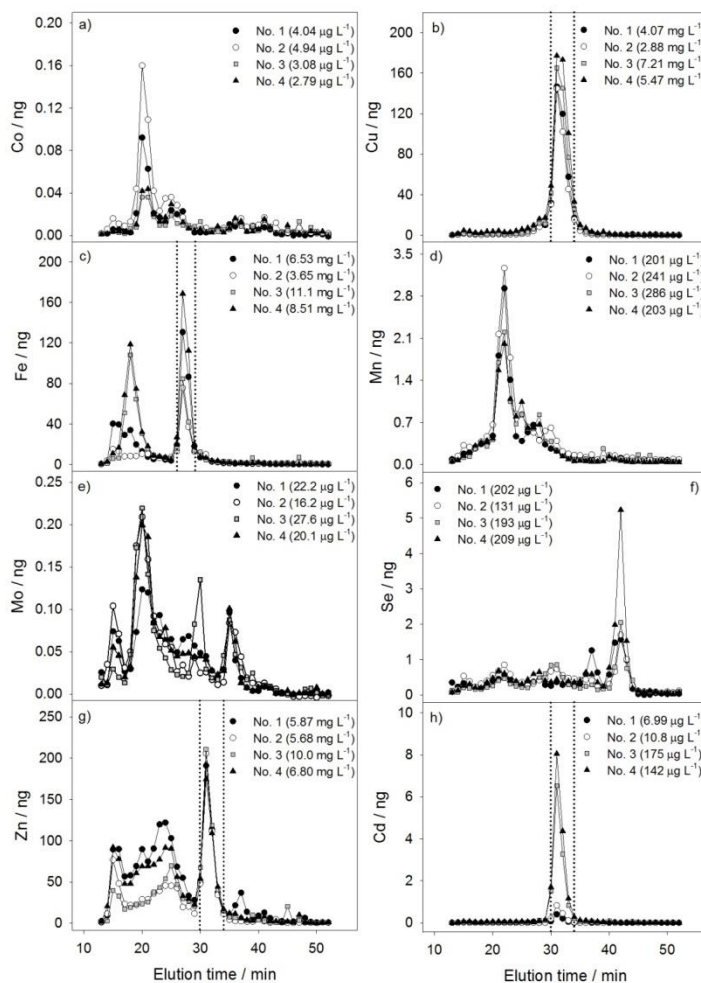 a)
No. 1 (4.04 µg L⁻¹)
No. 2 (4.94 µg L⁻¹)
No. 3 (3.08 µg L⁻¹)
No. 4 (2.79 µg L⁻¹)
0.20
0.16
0.12
0.08
0.04
0.00
Co / ng
b)
No. 1 (4.07 mg L⁻¹)
No. 2 (2.88 mg L⁻¹)
No. 3 (7.21 mg L⁻¹)
No. 4 (5.47 mg L⁻¹)
200
160
120
80
40
0
Cu / ng
c)
No. 1 (6.53 mg L⁻¹)
No. 2 (3.65 mg L⁻¹)
No. 3 (11.1 mg L⁻¹)
No. 4 (8.51 mg L⁻¹)
200
160
120
80
40
0
Fe / ng
d)
No. 1 (201 µg L⁻¹)
No. 2 (241 µg L⁻¹)
No. 3 (286 µg L⁻¹)
No. 4 (203 µg L⁻¹)
3.5
2.8
2.1
1.4
0.7
0.0
Mn / ng
e)
No. 1 (22.2 µg L⁻¹)
No. 2 (16.2 µg L⁻¹)
No. 3 (27.6 µg L⁻¹)
No. 4 (20.1 µg L⁻¹)
0.25
0.20
0.15
0.10
0.05
0.00
Mo / ng
f)
No. 1 (202 µg L⁻¹)
No. 2 (131 µg L⁻¹)
No. 3 (193 µg L⁻¹)
No. 4 (209 µg L⁻¹)
6
5
4
3
2
1
0
Se / ng
g)
No. 1 (5.87 mg L⁻¹)
No. 2 (5.68 mg L⁻¹)
No. 3 (10.0 mg L⁻¹)
No. 4 (6.80 mg L⁻¹)
250
200
150
100
50
0
Zn / ng
10 20 30 40 50
Elution time / min
h)
No. 1 (6.99 µg L⁻¹)
No. 2 (10.8 µg L⁻¹)
No. 3 (175 µg L⁻¹)
No. 4 (142 µg L⁻¹)
10
8
6
4
2
0
Cd / ng
10 20 30 40 50
Elution time / min